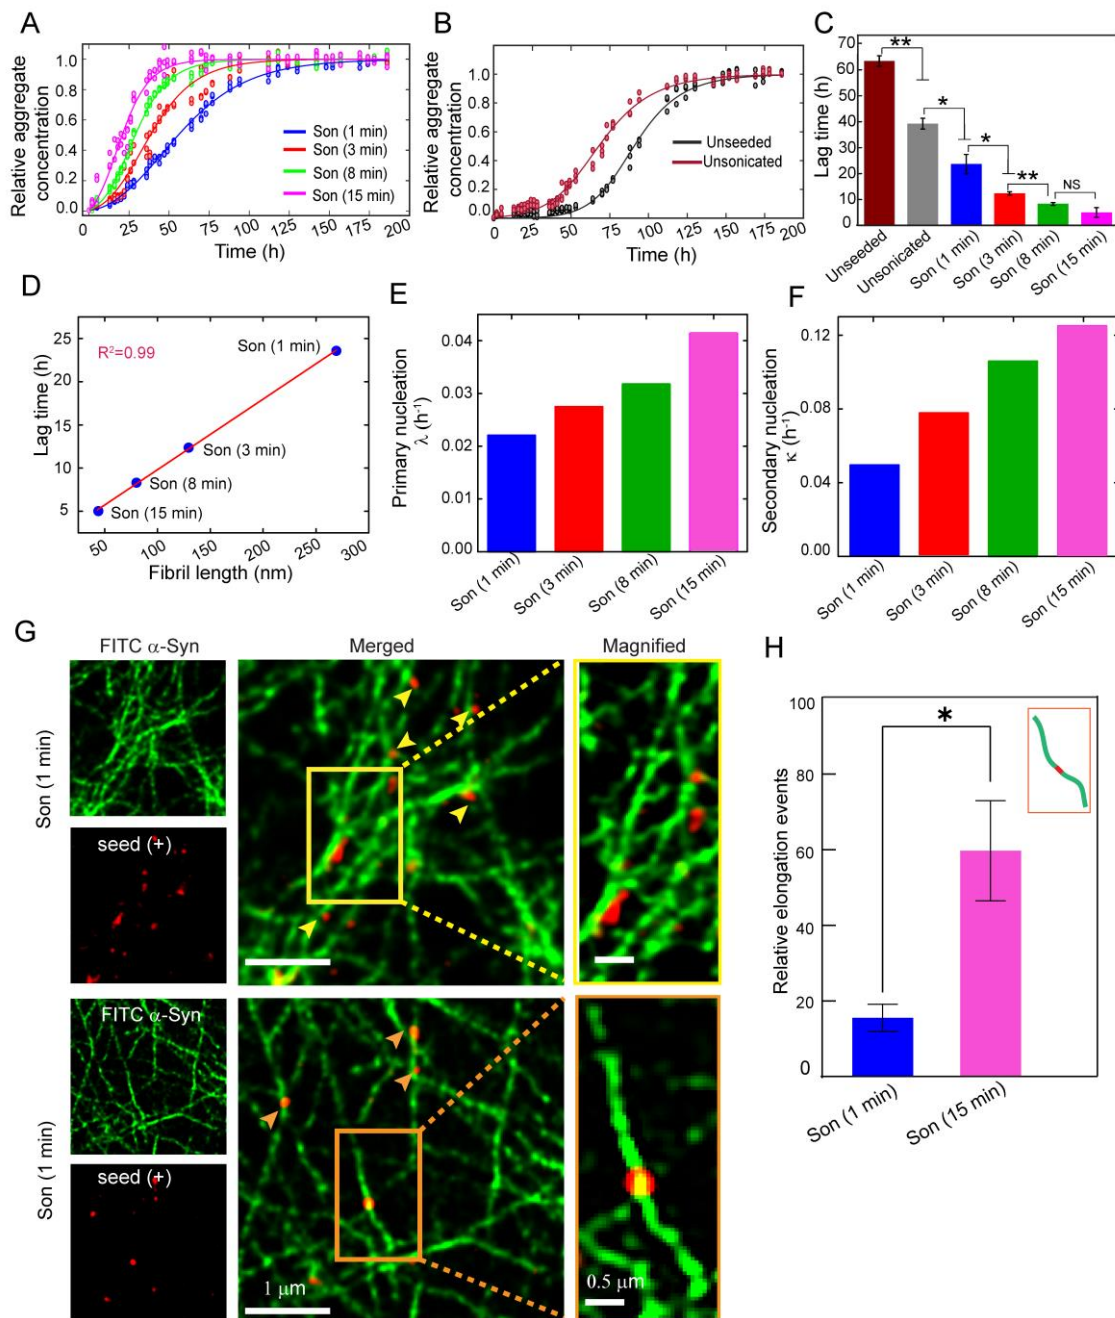 A
Relative aggregate
concentration
1.0
0.8
0.6
0.4
0.2
0.0
0 25 50 75 100 125 150 175 200
Time (h)
Son (1 min)
Son (3 min)
Son (8 min)
Son (15 min)
B
Relative aggregate
concentration
1.0
0.8
0.6
0.4
0.2
0.0
0 25 50 75 100 125 150 175 200
Time (h)
Unseeded
Unsonicated
C
Lag time (h)
70
60
50
40
30
20
10
0
**
*
*
**
NS
Unseeded
Unsonicated
Son (1 min)
Son (3 min)
Son (8 min)
Son (15 min)
D
Lag time (h)
25
20
15
10
5
R²=0.99
Son (1 min)
Son (3 min)
Son (8 min)
Son (15 min)
50 100 150 200 250 300
Fibril length (nm)
E
Primary nucleation
λ (h⁻¹)
0.04
0.03
0.02
0.01
0.00
Son (1 min)
Son (3 min)
Son (8 min)
Son (15 min)
F
Secondary nucleation
κ (h⁻¹)
0.12
0.08
0.04
0.00
Son (1 min)
Son (3 min)
Son (8 min)
Son (15 min)
G
FITC α-Syn
Merged
Magnified
Son (1 min)
seed (+)
FITC α-Syn
Son (1 min)
seed (+)
1 μm
0.5 μm
H
Relative elongation events
100
80
60
40
20
0
*
Son (1 min)
Son (15 min)